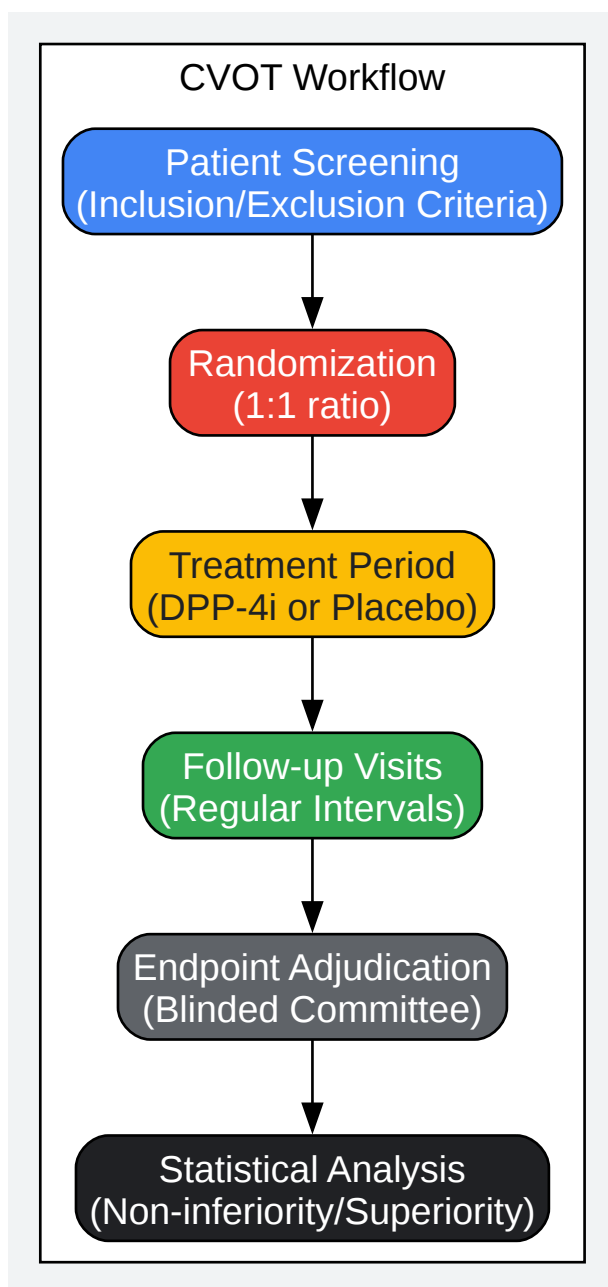 CVOT Workflow
Patient Screening
(Inclusion/Exclusion Criteria)
Randomization
(1:1 ratio)
Treatment Period
(DPP-4i or Placebo)
Follow-up Visits
(Regular Intervals)
Endpoint Adjudication
(Blinded Committee)
Statistical Analysis
(Non-inferiority/Superiority)